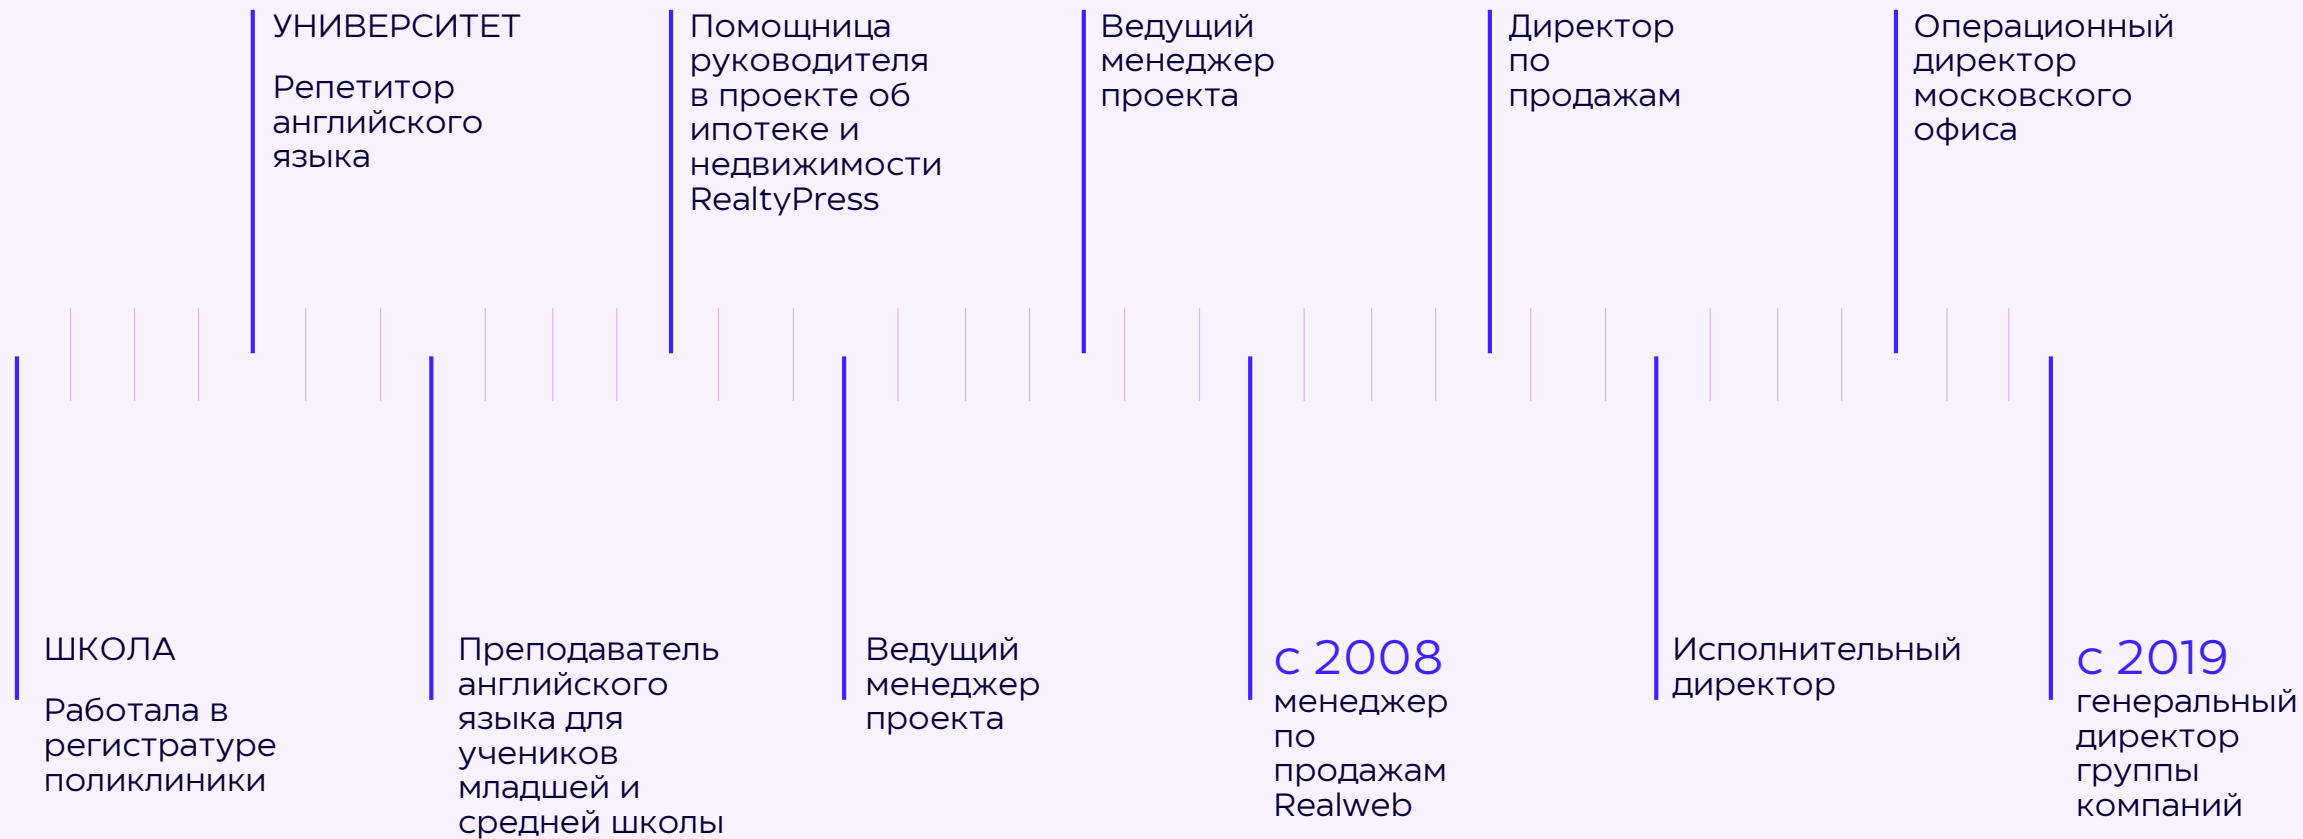 УНИВЕРСИТЕТ
Репетитор
английского
языка
Помощница
руководителя
в проекте об
ипотеке и
недвижимости
RealtyPress
Ведущий
менеджер
проекта
Директор
по
продажам
Операционный
директор
московского
офиса
ШКОЛА
Работала в
регистратуре
поликлиники
Преподаватель
английского
языка для
учеников
младшей и
средней школы
Ведущий
менеджер
проекта
с 2008
менеджер
по
продажам
Realweb
Исполнительный
директор
с 2019
генеральный
директор
группы
компаний